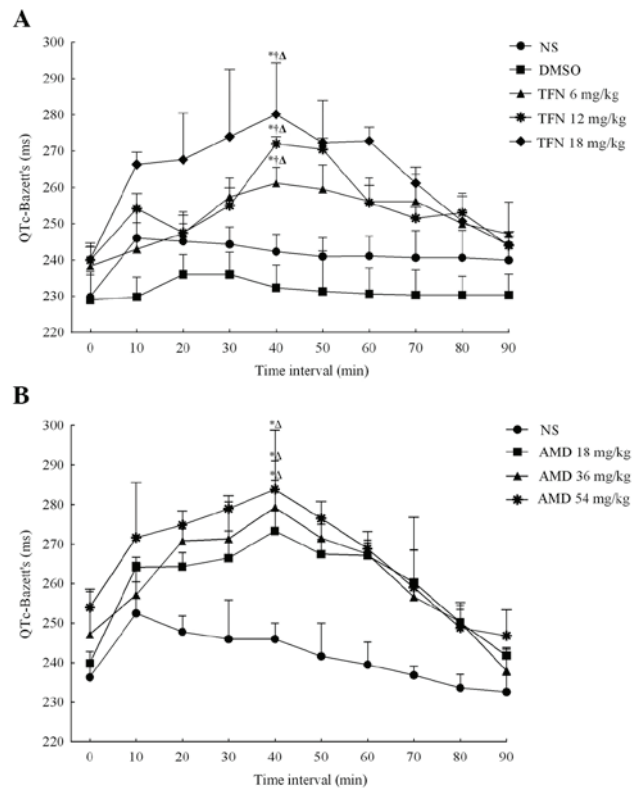 A
300
290
280
270
260
250
240
230
220
QTc-Bazett's (ms)
0 10 20 30 40 50 60 70 80 90
Time interval (min)
*†Δ
*†Δ
*†Δ
NS
DMSO
TFN 6 mg/kg
TFN 12 mg/kg
TFN 18 mg/kg
B
300
290
280
270
260
250
240
230
220
QTc-Bazett's (ms)
0 10 20 30 40 50 60 70 80 90
Time interval (min)
*Δ
*Δ
*Δ
NS
AMD 18 mg/kg
AMD 36 mg/kg
AMD 54 mg/kg